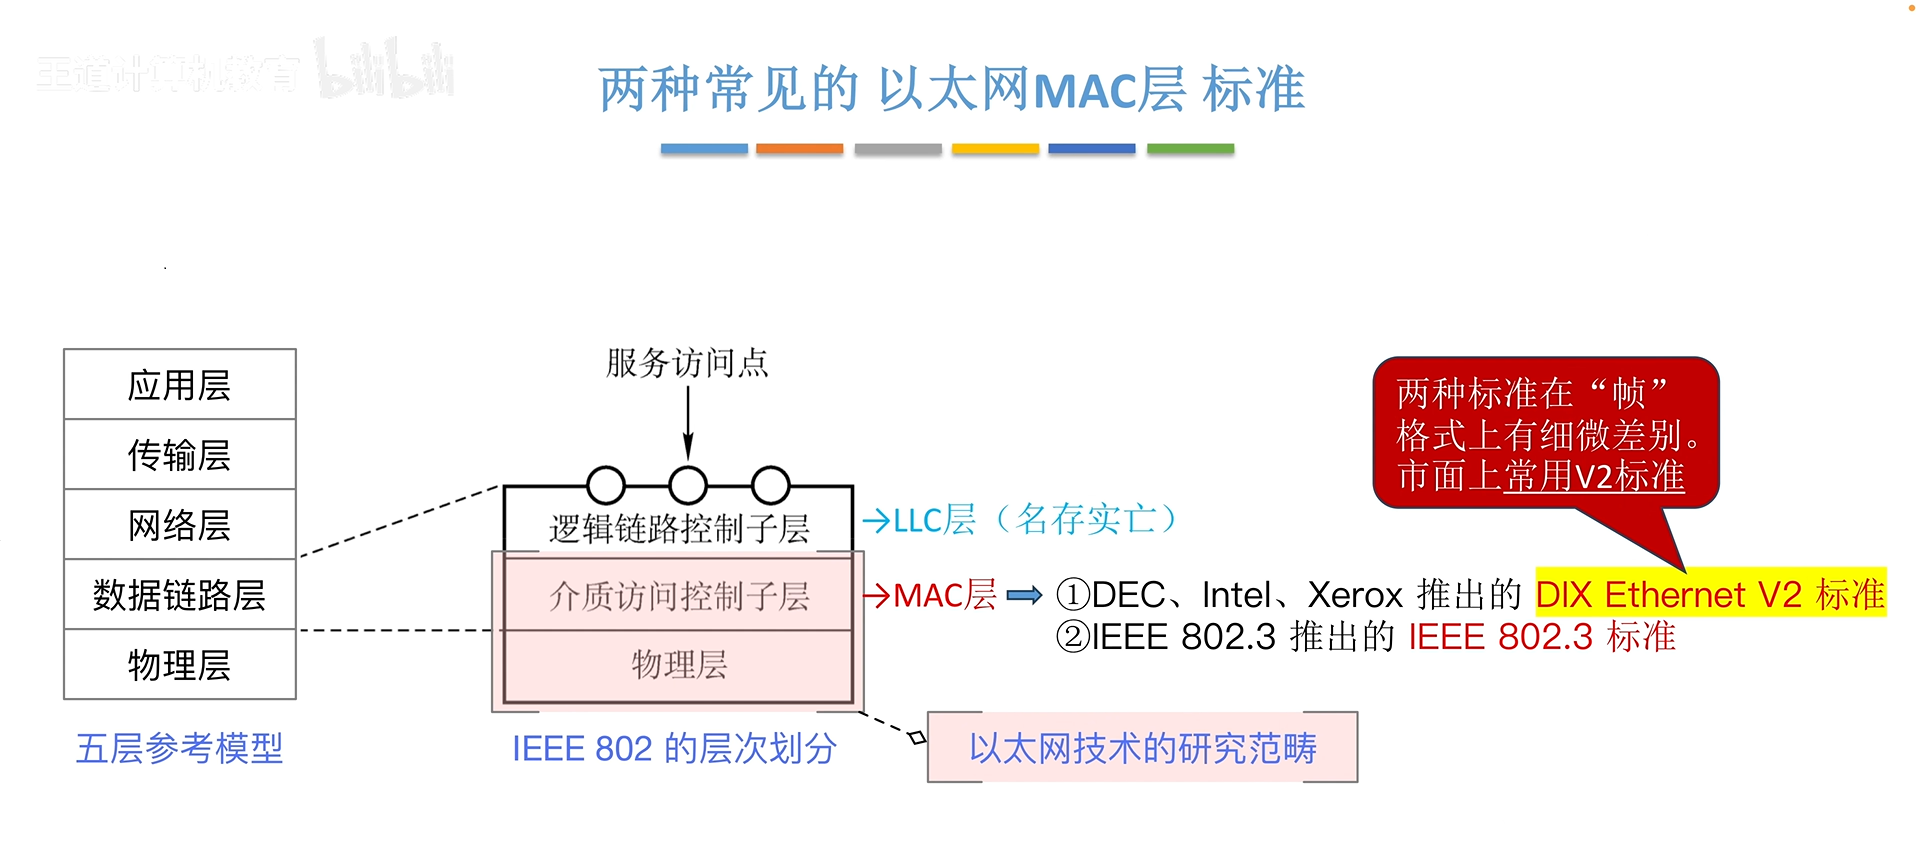 王道计算机教育 bilibili
两种常见的 以太网MAC层 标准
服务访问点
应用层
传输层
网络层
数据链路层
物理层
五层参考模型
逻辑链路控制子层
介质访问控制子层
物理层
IEEE 802 的层次划分
→LLC层（名存实亡）
→MAC层
两种标准在“帧”
格式上有细微差别。
市面上常用V2标准
①DEC、Intel、Xerox 推出的 DIX Ethernet V2 标准
②IEEE 802.3 推出的 IEEE 802.3 标准
以太网技术的研究范畴